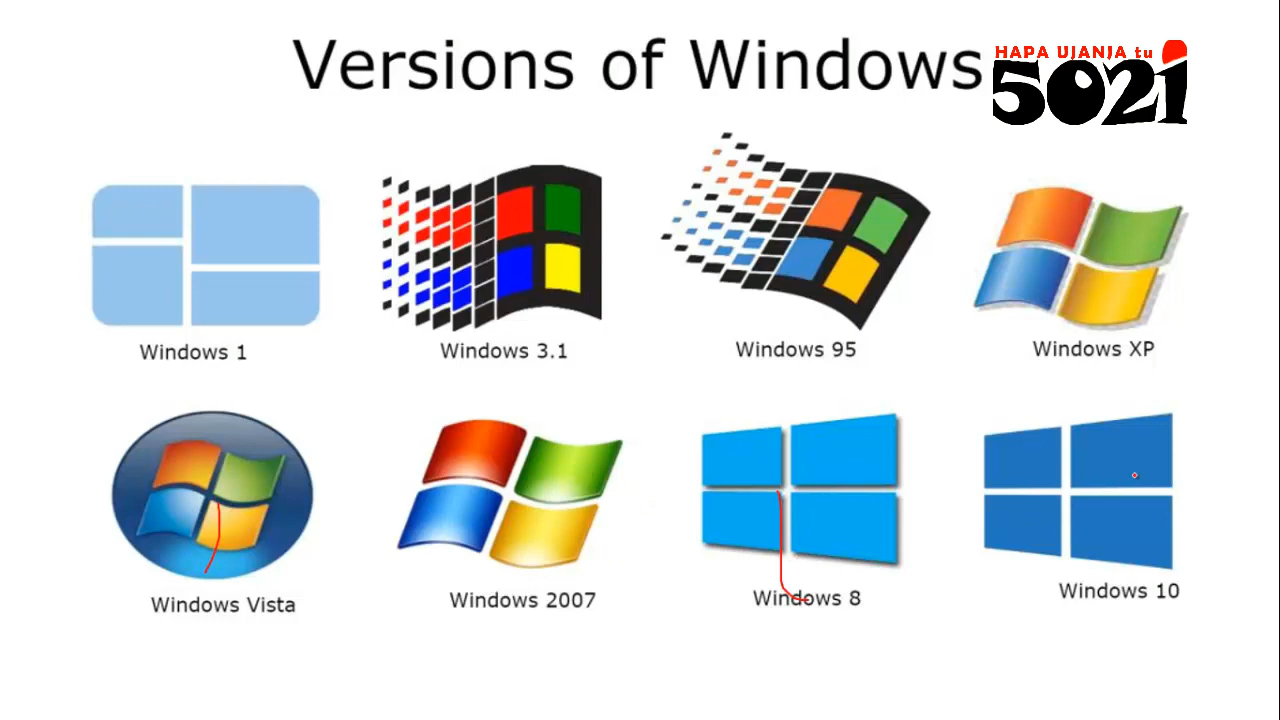 Versions of Windows
HAPA UJANJA tu
5021
Windows 1
Windows 3.1
Windows 95
Windows XP
Windows Vista
Windows 2007
Windows 8
Windows 10